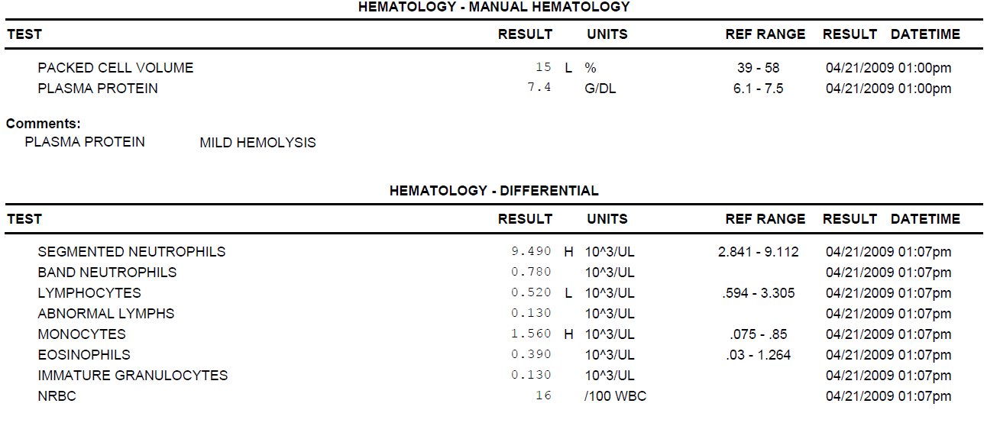 HEMATOLOGY - MANUAL HEMATOLOGY
TEST RESULT UNITS REF RANGE RESULT DATETIME
PACKED CELL VOLUME 15 L % 39 - 58 04/21/2009 01:00pm
PLASMA PROTEIN 7.4 G/DL 6.1 - 7.5 04/21/2009 01:00pm
Comments:
PLASMA PROTEIN MILD HEMOLYSIS
HEMATOLOGY - DIFFERENTIAL
TEST RESULT UNITS REF RANGE RESULT DATETIME
SEGMENTED NEUTROPHILS 9.490 H 10^3/UL 2.841 - 9.112 04/21/2009 01:07pm
BAND NEUTROPHILS 0.780 10^3/UL 04/21/2009 01:07pm
LYMPHOCYTES 0.520 L 10^3/UL .594 - 3.305 04/21/2009 01:07pm
ABNORMAL LYMPHS 0.130 10^3/UL 04/21/2009 01:07pm
MONOCYTES 1.560 H 10^3/UL .075 - .85 04/21/2009 01:07pm
EOSINOPHILS 0.390 10^3/UL .03 - 1.264 04/21/2009 01:07pm
IMMATURE GRANULOCYTES 0.130 10^3/UL 04/21/2009 01:07pm
NRBC 16 /100 WBC 04/21/2009 01:07pm